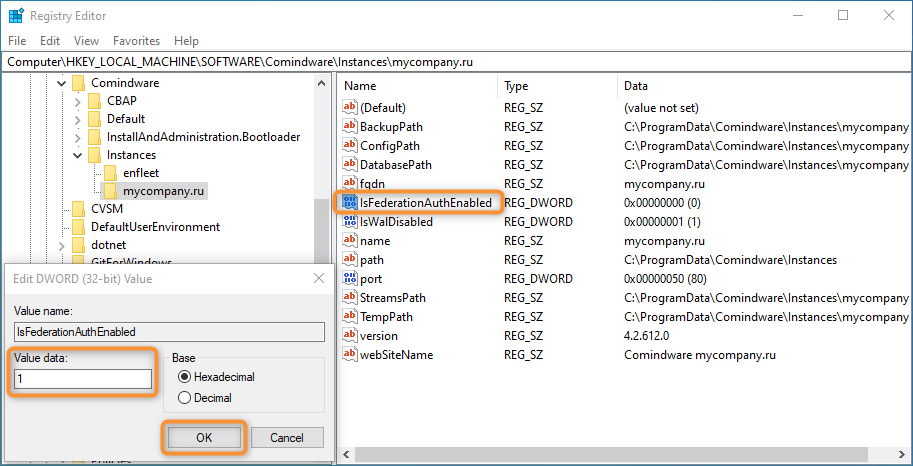 Registry Editor
File Edit View Favorites Help
Computer\HKEY_LOCAL_MACHINE\SOFTWARE\Comindware\Instances\mycompany.ru
Comindware
CBAP
Default
InstallAndAdministration.Bootloader
Instances
enfleet
mycompany.ru
CVSM
DefaultUserEnvironment
dotnet
GitForWindows
Name Type Data
(Default) REG_SZ (value not set)
BackupPath REG_SZ C:\ProgramData\Comindware\Instances\mycompany
ConfigPath REG_SZ C:\ProgramData\Comindware\Instances\mycompany
DatabasePath REG_SZ C:\ProgramData\Comindware\Instances\mycompany
fqdn REG_SZ mycompany.ru
IsFederationAuthEnabled REG_DWORD 0x00000000 (0)
IsWalDisabled REG_DWORD 0x00000001 (1)
name REG_SZ mycompany.ru
path REG_SZ C:\ProgramData\Comindware\Instances
port REG_DWORD 0x00000050 (80)
StreamsPath REG_SZ C:\ProgramData\Comindware\Instances\mycompany
TempPath REG_SZ C:\ProgramData\Comindware\Instances\mycompany
version REG_SZ 4.2.612.0
webSiteName REG_SZ Comindware mycompany.ru
Edit DWORD (32-bit) Value
Value name:
IsFederationAuthEnabled
Value data:
1
Base
Hexadecimal
Decimal
OK Cancel